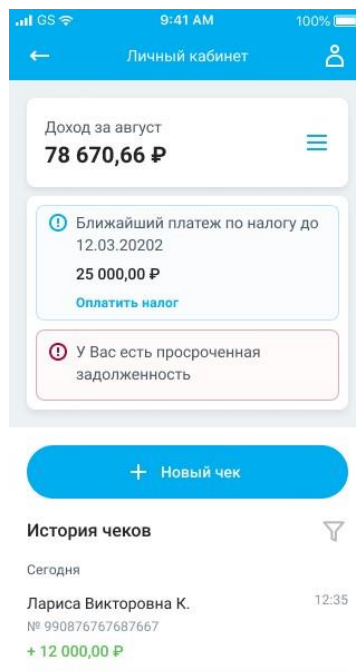 GS 9:41 AM 100%
Личный кабинет
Доход за август
78 670,66 ₽
Ближайший платеж по налогу до
12.03.20202
25 000,00 ₽
Оплатить налог
У Вас есть просроченная
задолженность
+ Новый чек
История чеков
Сегодня
Лариса Викторовна К. 12:35
№ 990876767687667
+ 12 000,00 ₽